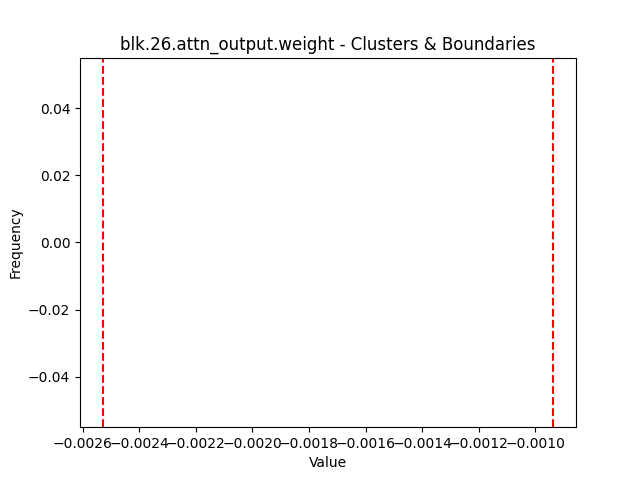 blk.26.attn_output.weight - Clusters & Boundaries
0.04
0.02
0.00
−0.02
−0.04
Frequency
−0.0026 −0.0024 −0.0022 −0.0020 −0.0018 −0.0016 −0.0014 −0.0012 −0.0010
Value